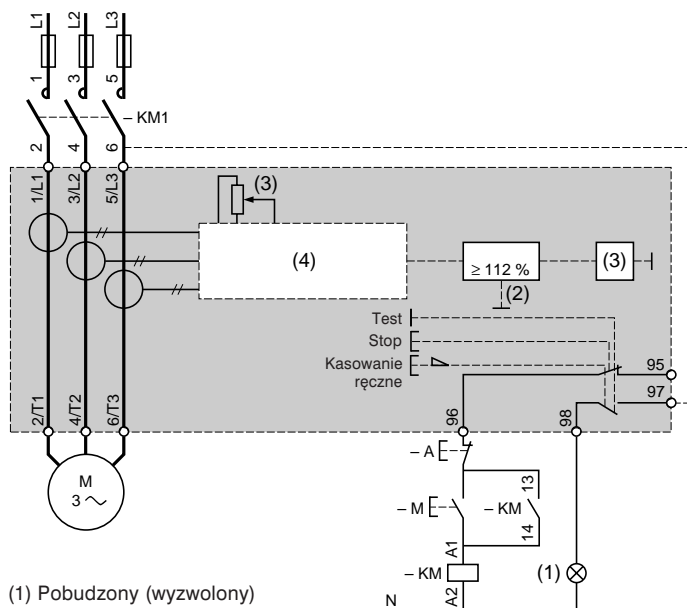 L1
L2
L3
1
3
5
– KM1
2
4
6
1/L1
3/L2
5/L3
(3)
(4)
≥ 112 %
(3)
(2)
Test
Stop
Kasowanie
ręczne
95
97
2/T1
4/T2
6/T3
96
98
– A
M
3
– M
– KM
13
14
A1
– KM
(1)
A2
N
(1) Pobudzony (wyzwolony)